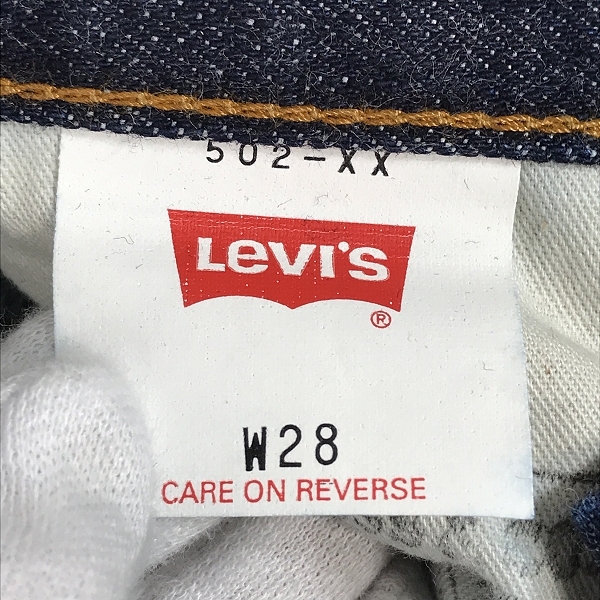 502-XX
Levi's
®
W28
CARE ON REVERSE